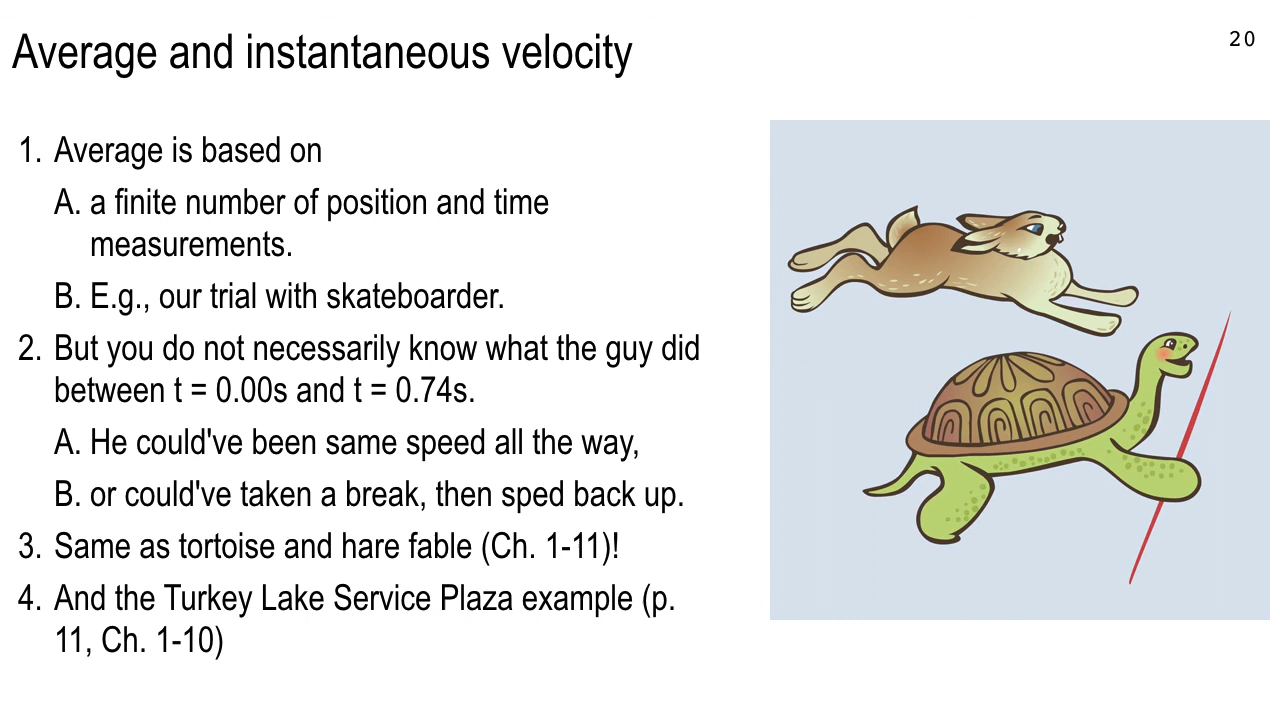 Average and instantaneous velocity
20
1. Average is based on
A. a finite number of position and time
measurements.
B. E.g., our trial with skateboarder.
2. But you do not necessarily know what the guy did
between t = 0.00s and t = 0.74s.
A. He could've been same speed all the way,
B. or could've taken a break, then sped back up.
3. Same as tortoise and hare fable (Ch. 1-11)!
4. And the Turkey Lake Service Plaza example (p.
11, Ch. 1-10)